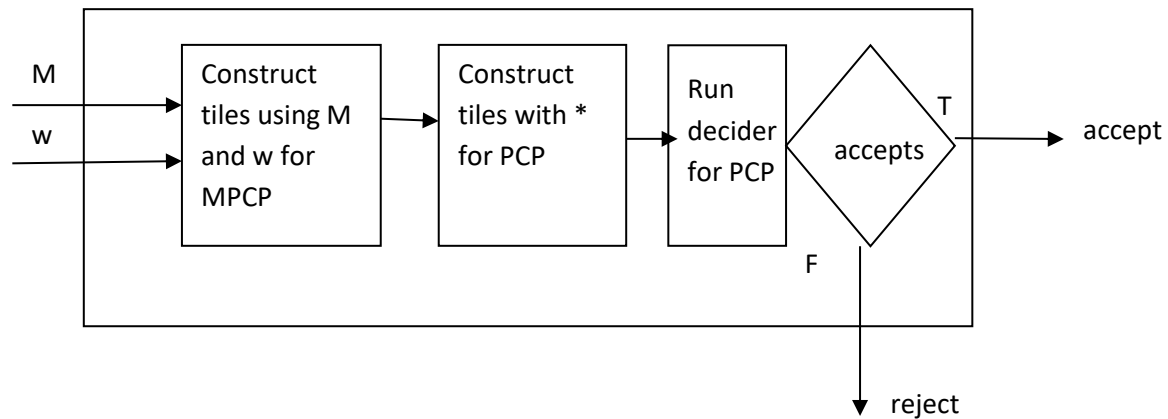 M
w
Construct
tiles using M
and w for
MPCP
Construct
tiles with *
for PCP
Run
decider
for PCP
accepts
T
accept
F
reject